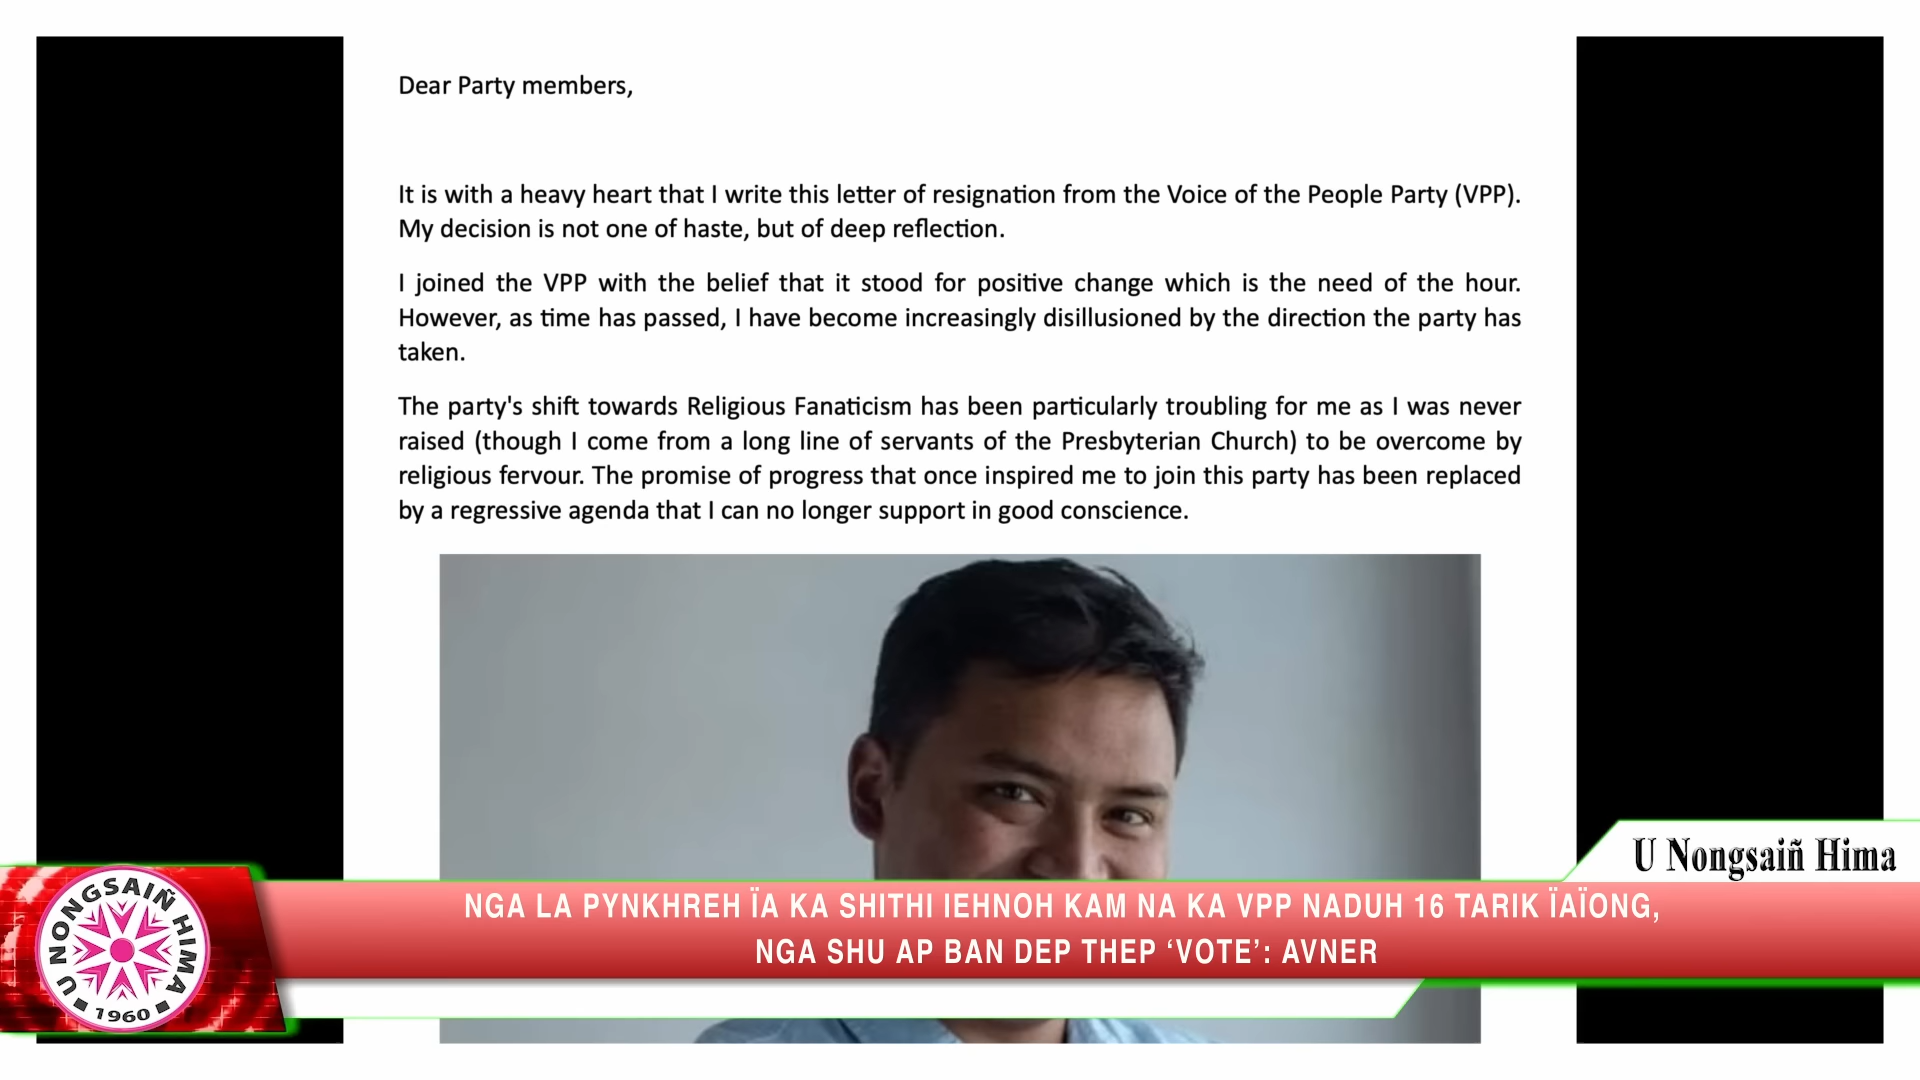 Dear Party members,
It is with a heavy heart that I write this letter of resignation from the Voice of the People Party (VPP).
My decision is not one of haste, but of deep reflection.
I joined the VPP with the belief that it stood for positive change which is the need of the hour.
However, as time has passed, I have become increasingly disillusioned by the direction the party has
taken.
The party's shift towards Religious Fanaticism has been particularly troubling for me as I was never
raised (though I come from a long line of servants of the Presbyterian Church) to be overcome by
religious fervour. The promise of progress that once inspired me to join this party has been replaced
by a regressive agenda that I can no longer support in good conscience.
U Nongsaiñ Hima
NGA LA PYNKHREH ÏA KA SHITHI IEHNOH KAM NA KA VPP NADUH 16 TARIK ÏAÏONG,
NGA SHU AP BAN DEP THEP ‘VOTE’: AVNER
U NONGSAIÑ HIMA
1960